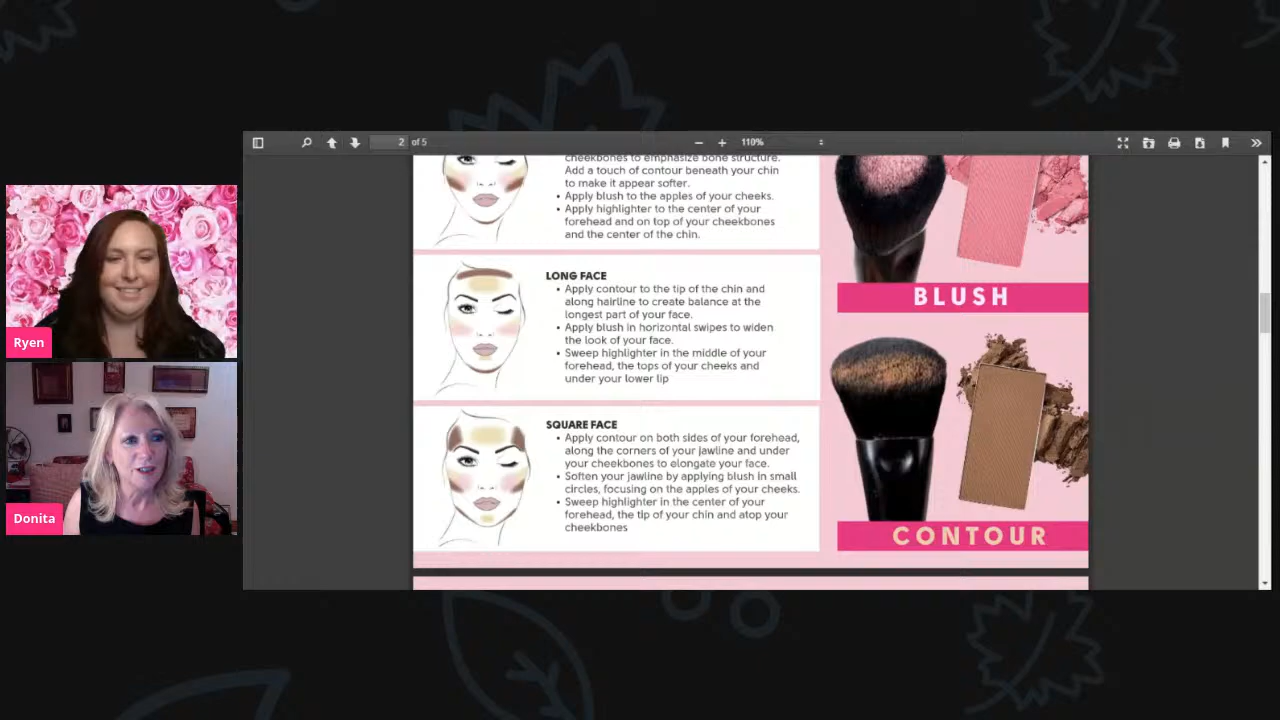 2 of 5
110%
cheekbones to emphasize bone structure.
Add a touch of contour beneath your chin
to make it appear softer.
• Apply blush to the apples of your cheeks.
• Apply highlighter to the center of your
forehead and on top of your cheekbones
and the center of the chin.
LONG FACE
• Apply contour to the tip of the chin and
along hairline to create balance at the
longest part of your face.
• Apply blush in horizontal swipes to widen
the look of your face.
• Sweep highlighter in the middle of your
forehead, the tops of your cheeks and
under your lower lip
SQUARE FACE
• Apply contour on both sides of your forehead,
along the corners of your jawline and under
your cheekbones to elongate your face.
• Soften your jawline by applying blush in small
circles, focusing on the apples of your cheeks.
• Sweep highlighter in the center of your
forehead, the tip of your chin and atop your
cheekbones
BLUSH
CONTOUR
Ryen
Donita